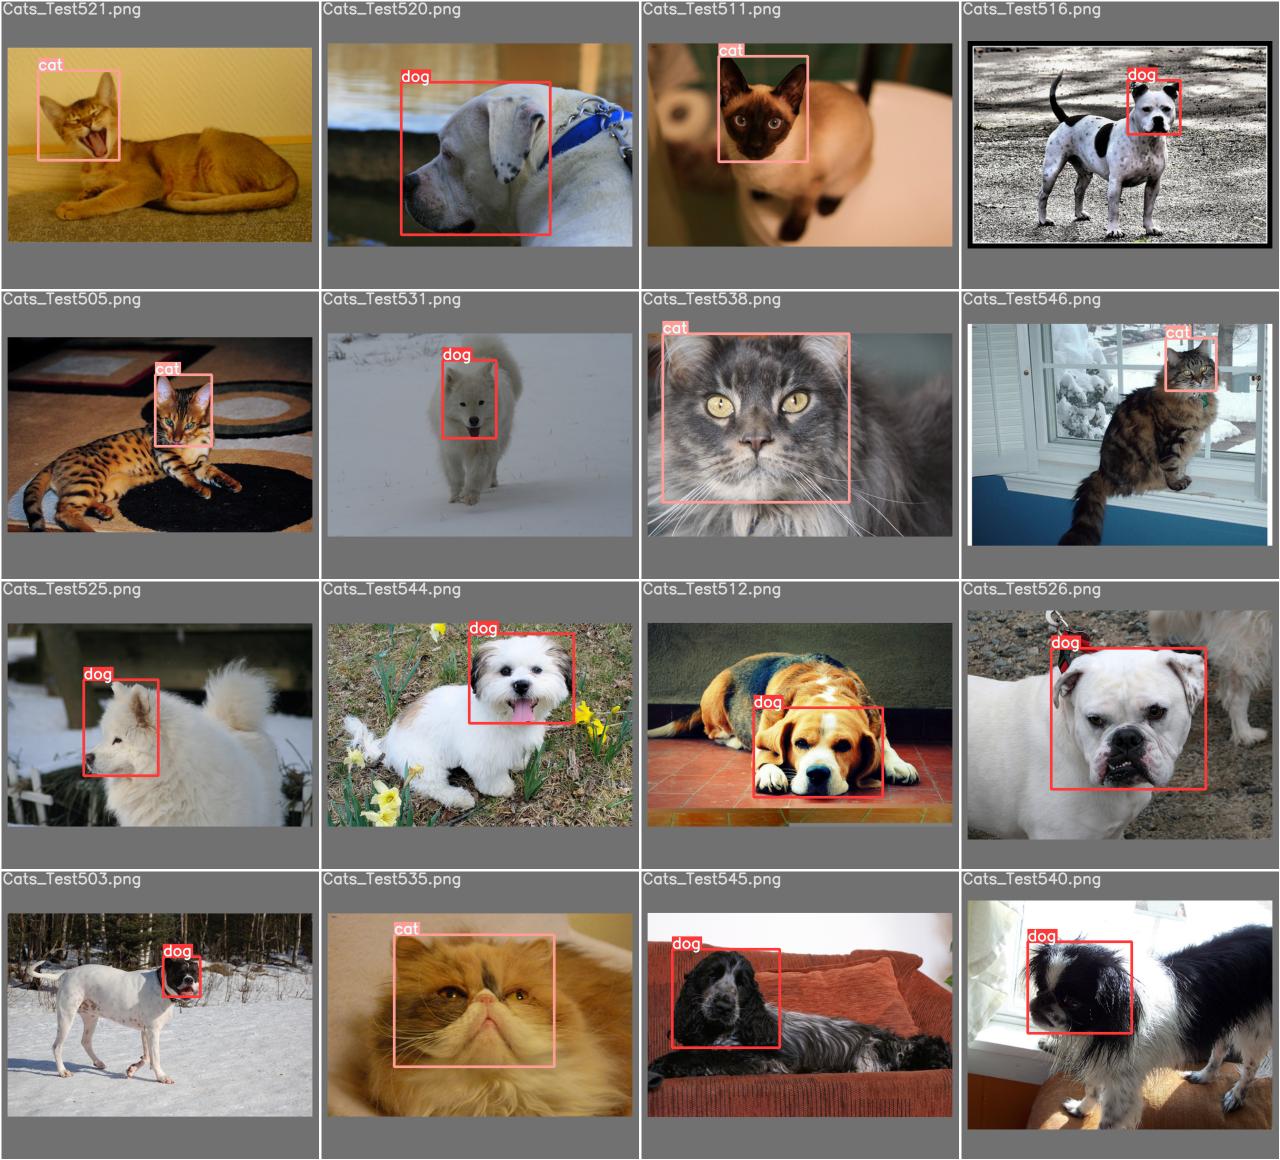 Cats_Test521.png
cat
Cats_Test520.png
dog
Cats_Test511.png
cat
Cats_Test516.png
dog
Cats_Test505.png
cat
Cats_Test531.png
dog
Cats_Test538.png
cat
Cats_Test546.png
cat
Cats_Test525.png
dog
Cats_Test544.png
dog
Cats_Test512.png
dog
Cats_Test526.png
dog
Cats_Test503.png
dog
Cats_Test535.png
cat
Cats_Test545.png
dog
Cats_Test540.png
dog